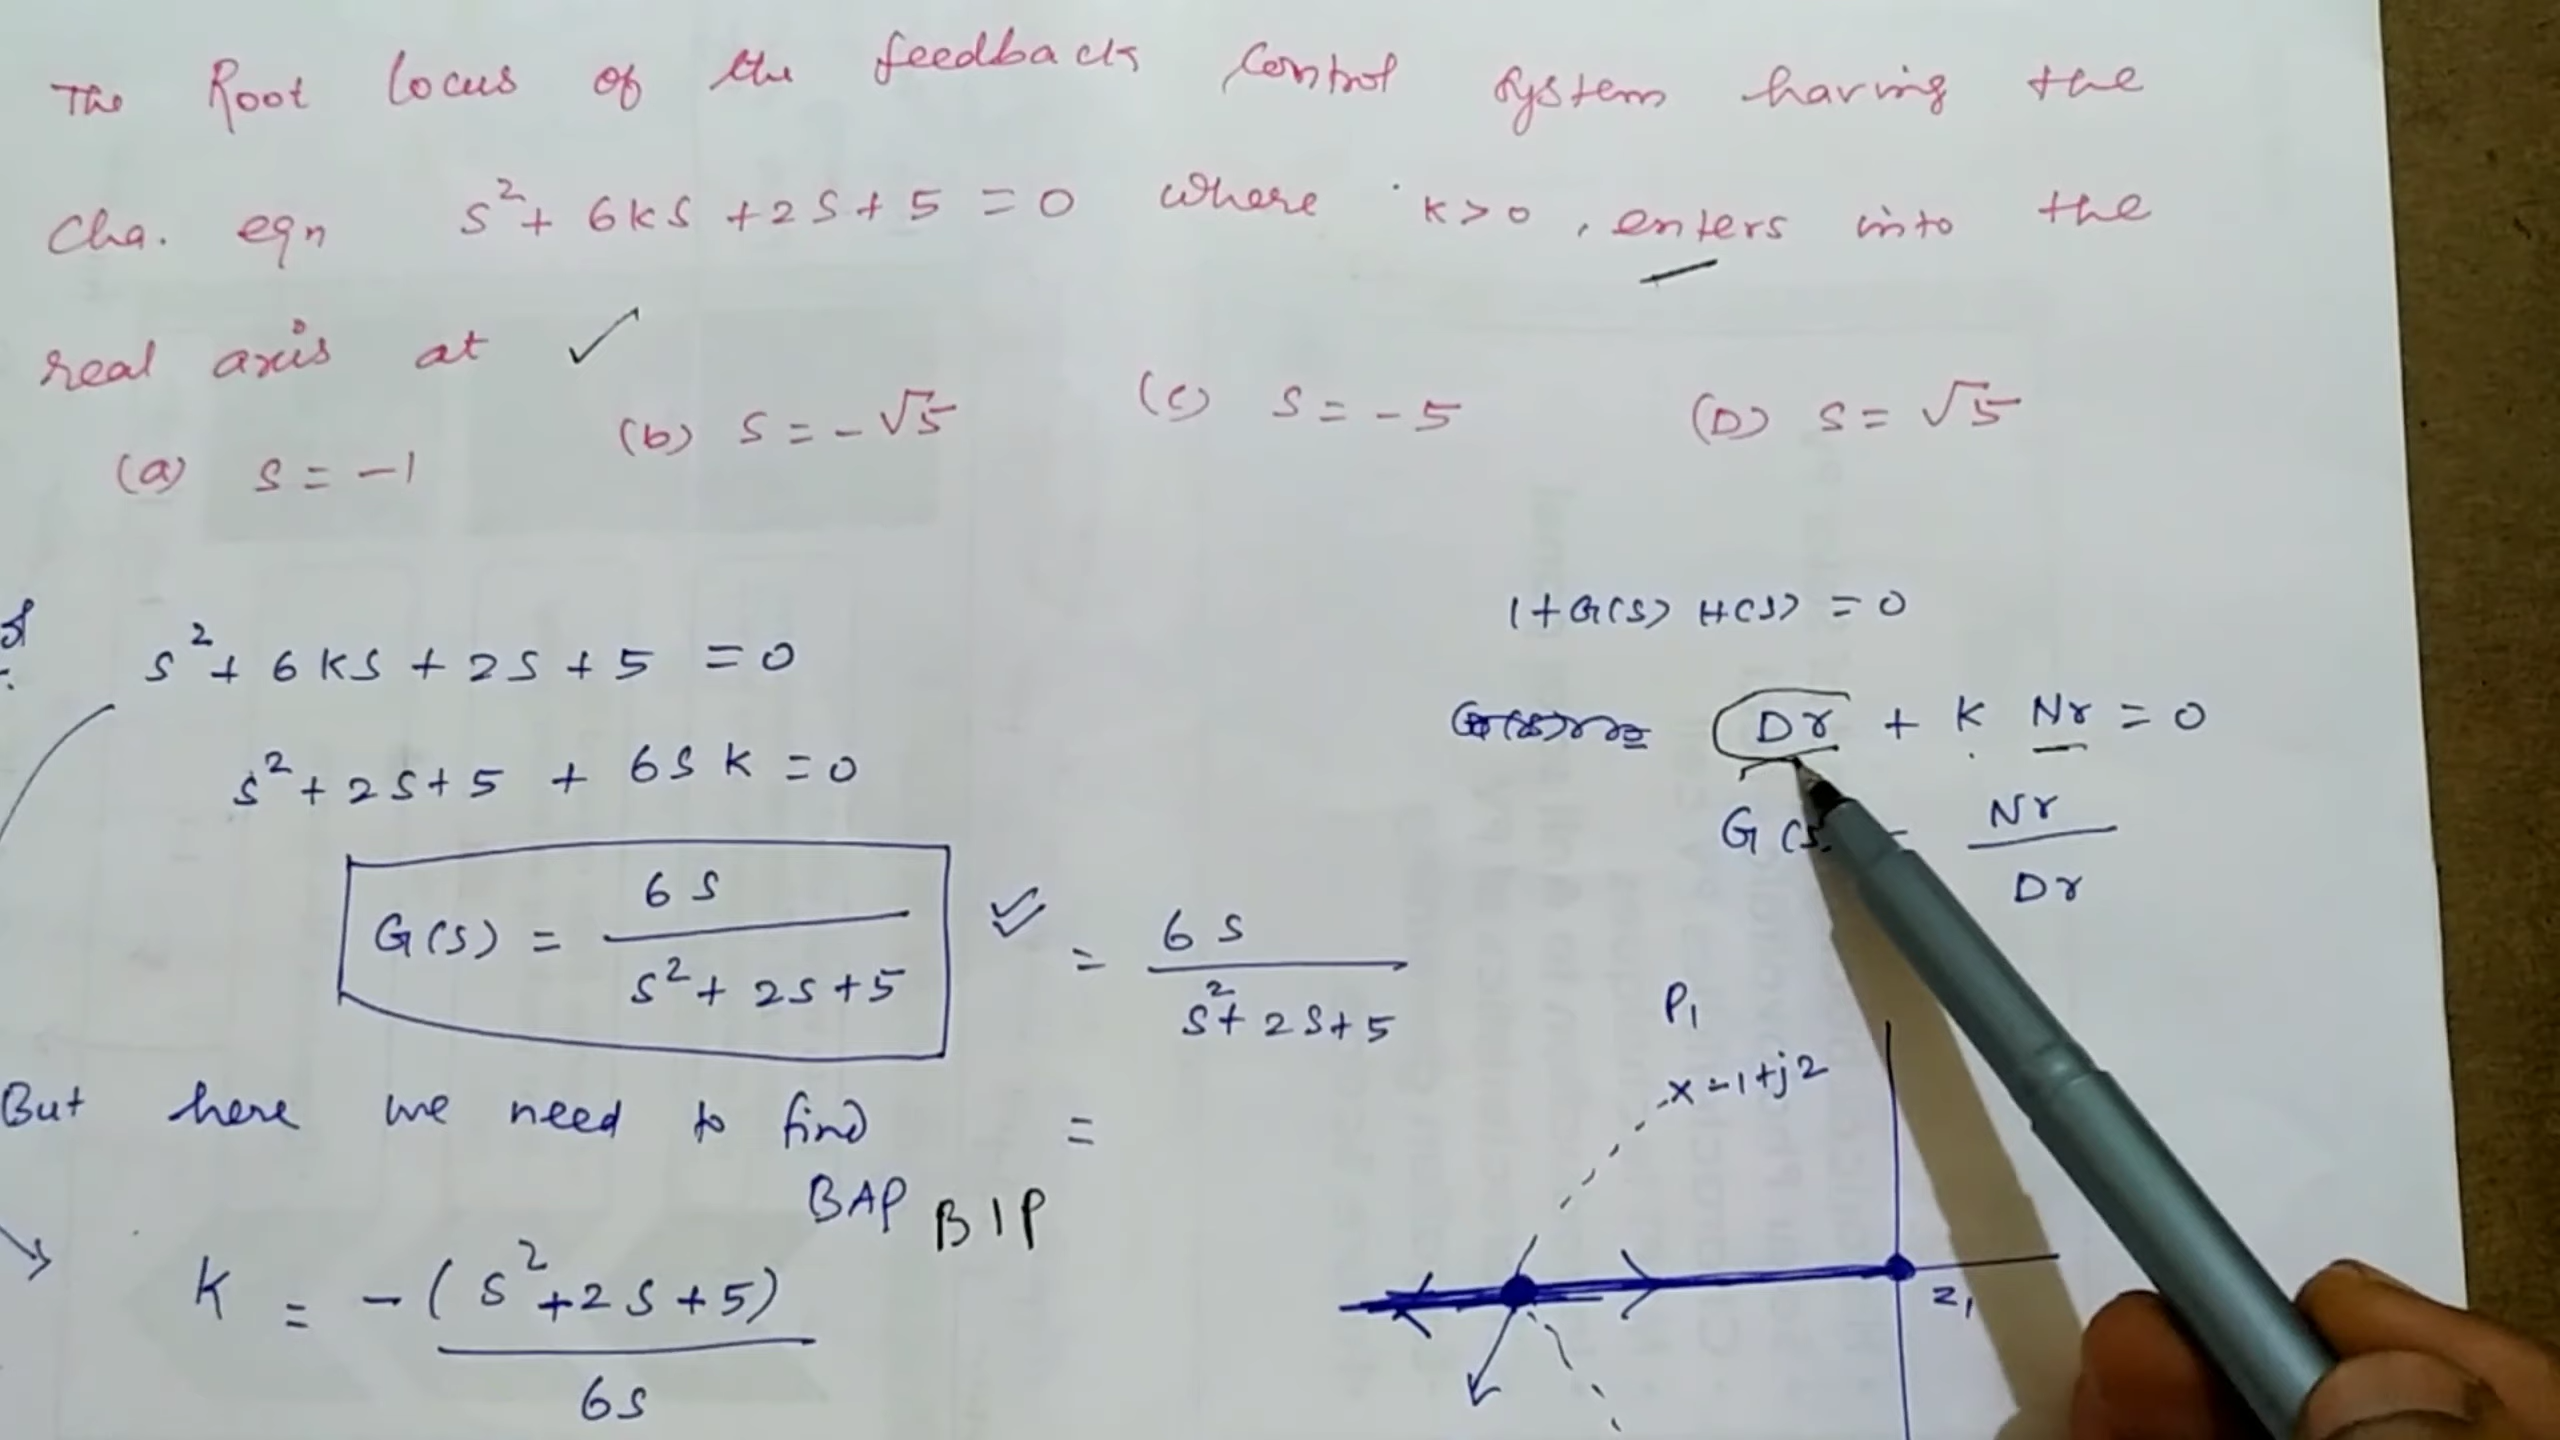 The Root locus of the feedback Control System having the
Cha. eqn s²+ 6ks +2s+5 =0 where k>0, enters into the
real axis at ✓
(a) s = -1 (b) s = -√5 (c) s = -5 (D) s = √5
s²+ 6ks + 2s + 5 =0
s²+2s+5 + 6sk =0
G(s) = 6s / s²+ 2s+5
= 6s / s²+2s+5
But here we need to find =
BAP BIP
K = -(s²+2s+5) / 6s
1+G(s) H(s) =0
Dr + K Nr = 0
G(s = Nr / Dr
P₁
x -1+j2
z₁